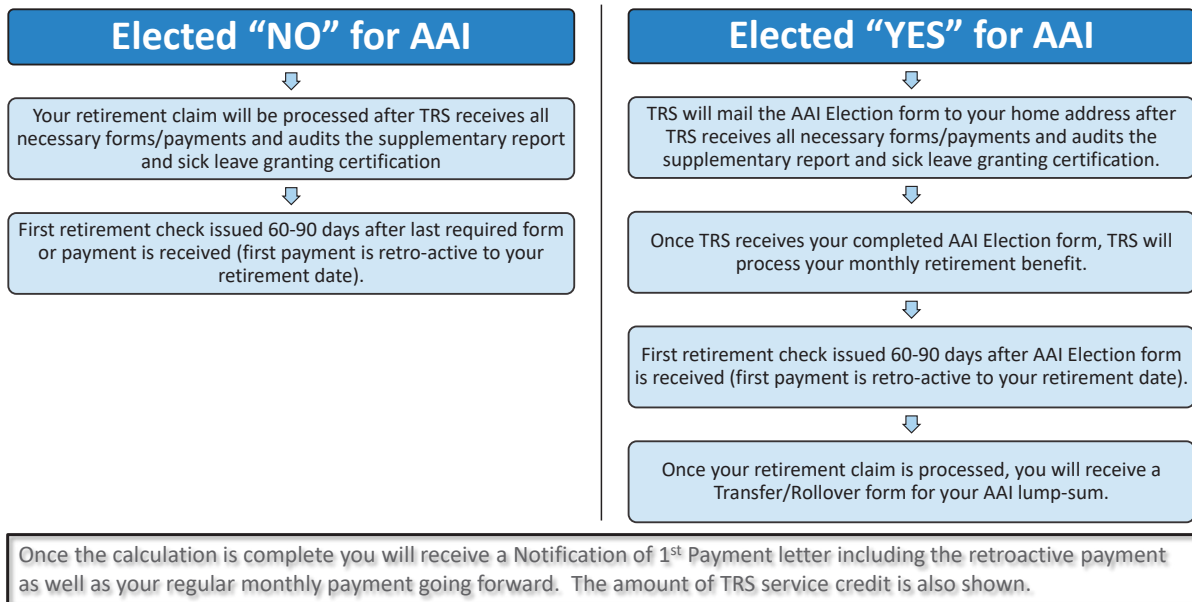 Elected “NO” for AAI
Your retirement claim will be processed after TRS receives all
necessary forms/payments and audits the supplementary report
and sick leave granting certification
First retirement check issued 60-90 days after last required form
or payment is received (first payment is retro-active to your
retirement date).
Elected “YES” for AAI
TRS will mail the AAI Election form to your home address after
TRS receives all necessary forms/payments and audits the
supplementary report and sick leave granting certification.
Once TRS receives your completed AAI Election form, TRS will
process your monthly retirement benefit.
First retirement check issued 60-90 days after AAI Election form
is received (first payment is retro-active to your retirement date).
Once your retirement claim is processed, you will receive a
Transfer/Rollover form for your AAI lump-sum.
Once the calculation is complete you will receive a Notification of 1st Payment letter including the retroactive payment
as well as your regular monthly payment going forward.  The amount of TRS service credit is also shown.